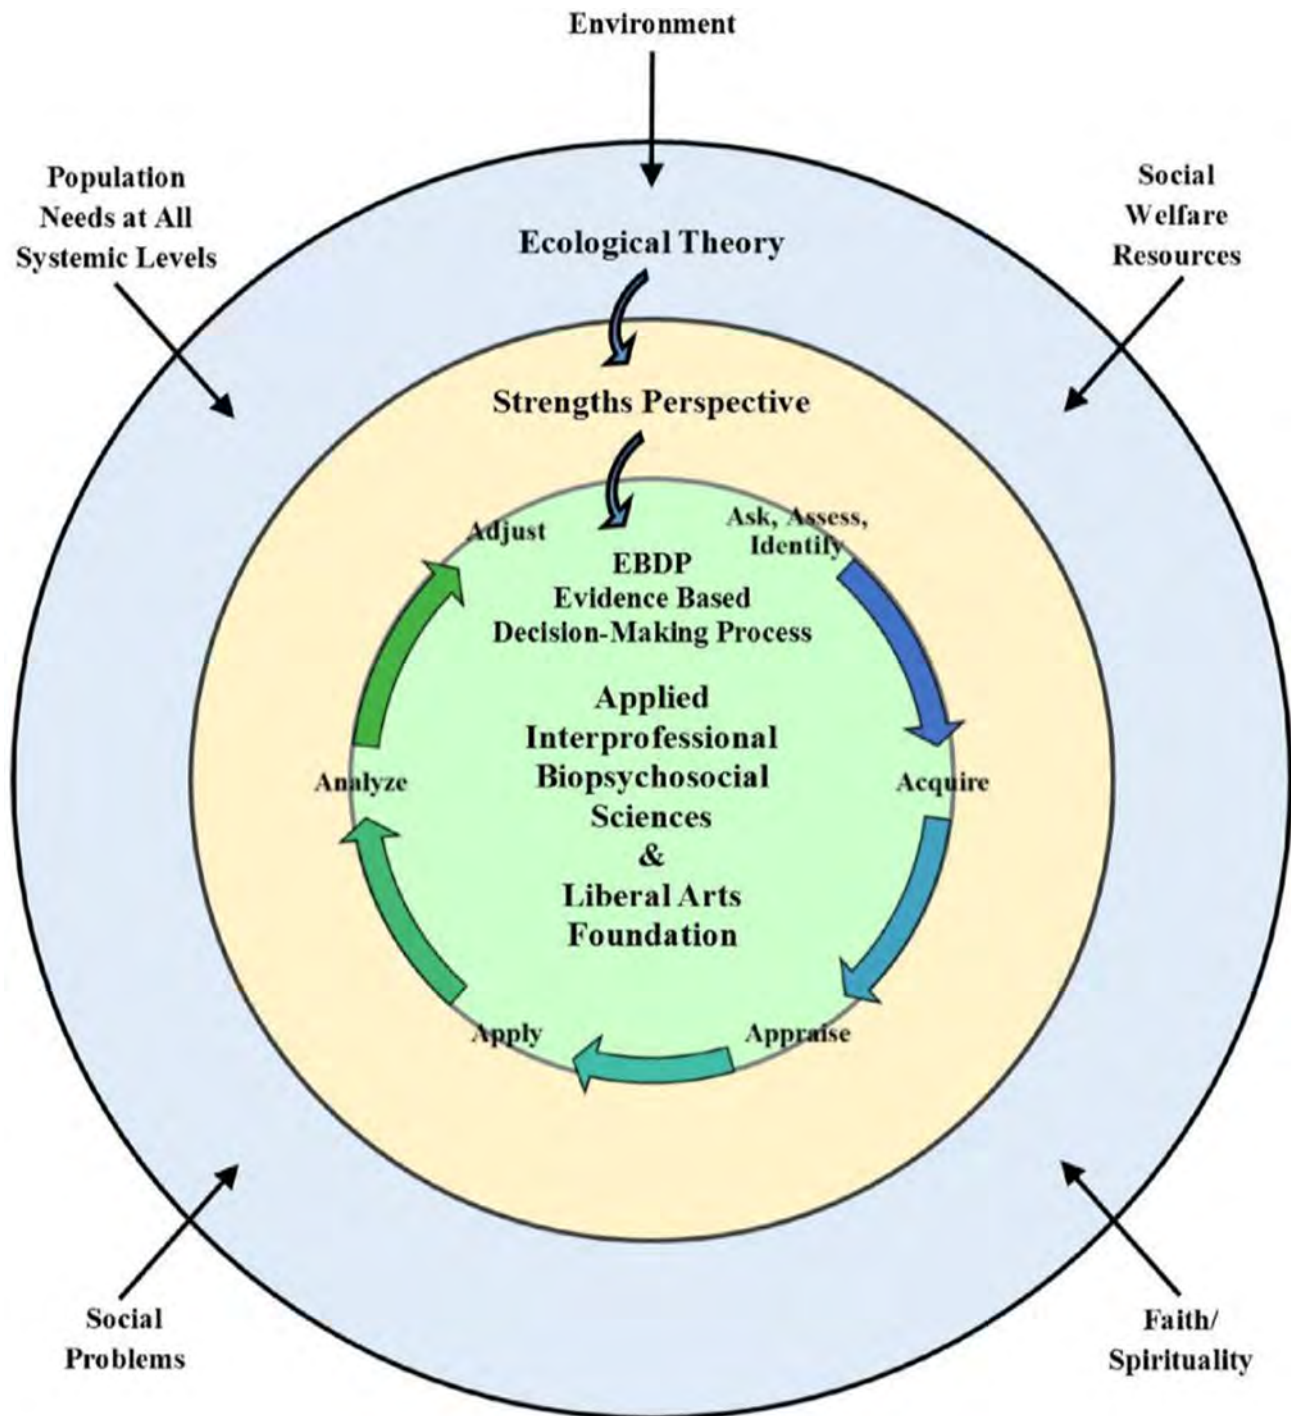 Environment
Population
Needs at All
Systemic Levels
Social
Welfare
Resources
Ecological Theory
Strengths Perspective
Adjust
Ask, Assess,
Identify
EBDP
Evidence Based
Decision-Making Process
Applied
Interprofessional
Biopsychosocial
Sciences
&
Liberal Arts
Foundation
Analyze
Acquire
Apply
Appraise
Social
Problems
Faith/
Spirituality